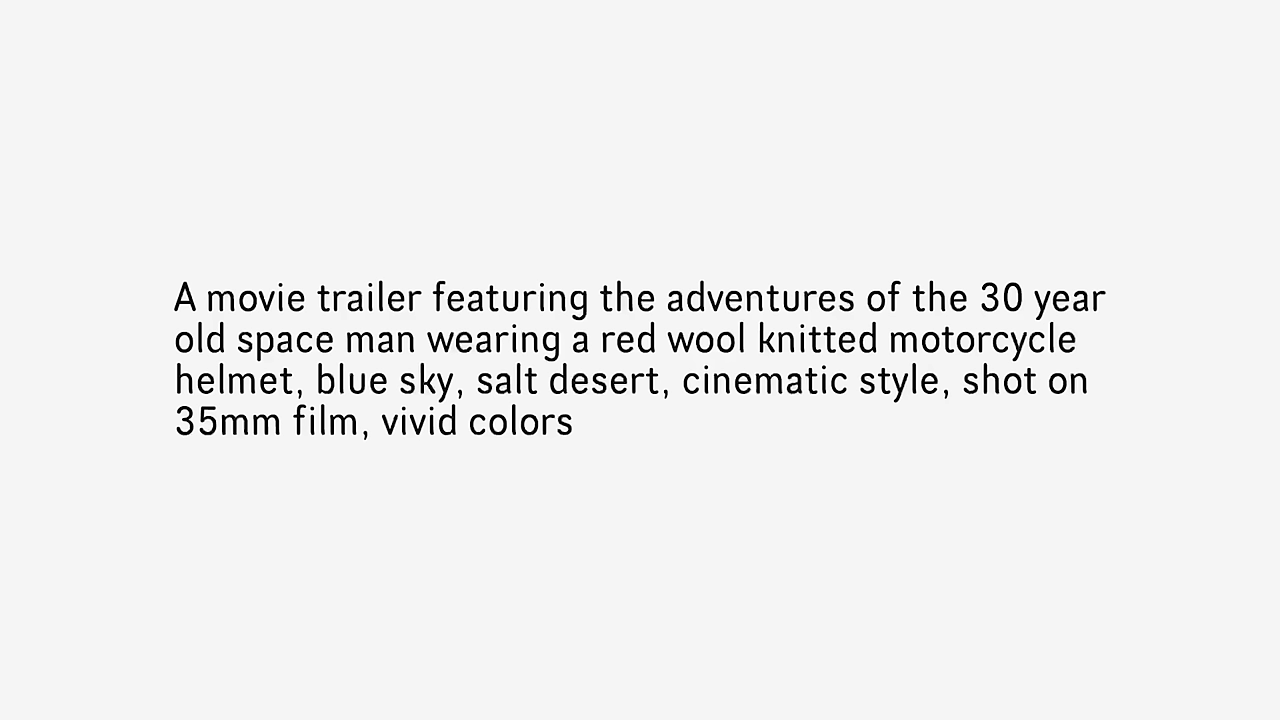 A movie trailer featuring the adventures of the 30 year
old space man wearing a red wool knitted motorcycle
helmet, blue sky, salt desert, cinematic style, shot on
35mm film, vivid colors